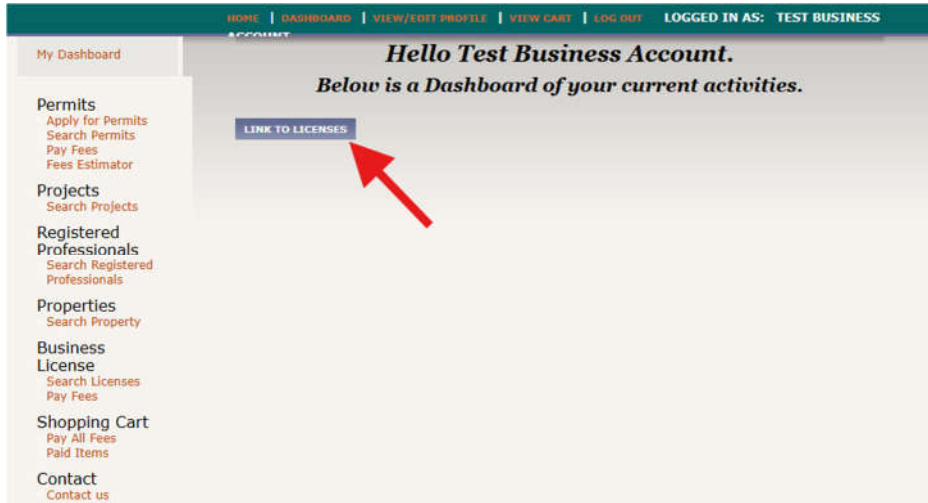 HOME | DASHBOARD | VIEW/EDIT PROFILE | VIEW CART | LOG OUT LOGGED IN AS: TEST BUSINESS
ACCOUNT
My Dashboard
Hello Test Business Account.
Below is a Dashboard of your current activities.
LINK TO LICENSES
Permits
Apply for Permits
Search Permits
Pay Fees
Fees Estimator
Projects
Search Projects
Registered
Professionals
Search Registered
Professionals
Properties
Search Property
Business
License
Search Licenses
Pay Fees
Shopping Cart
Pay All Fees
Paid Items
Contact
Contact us